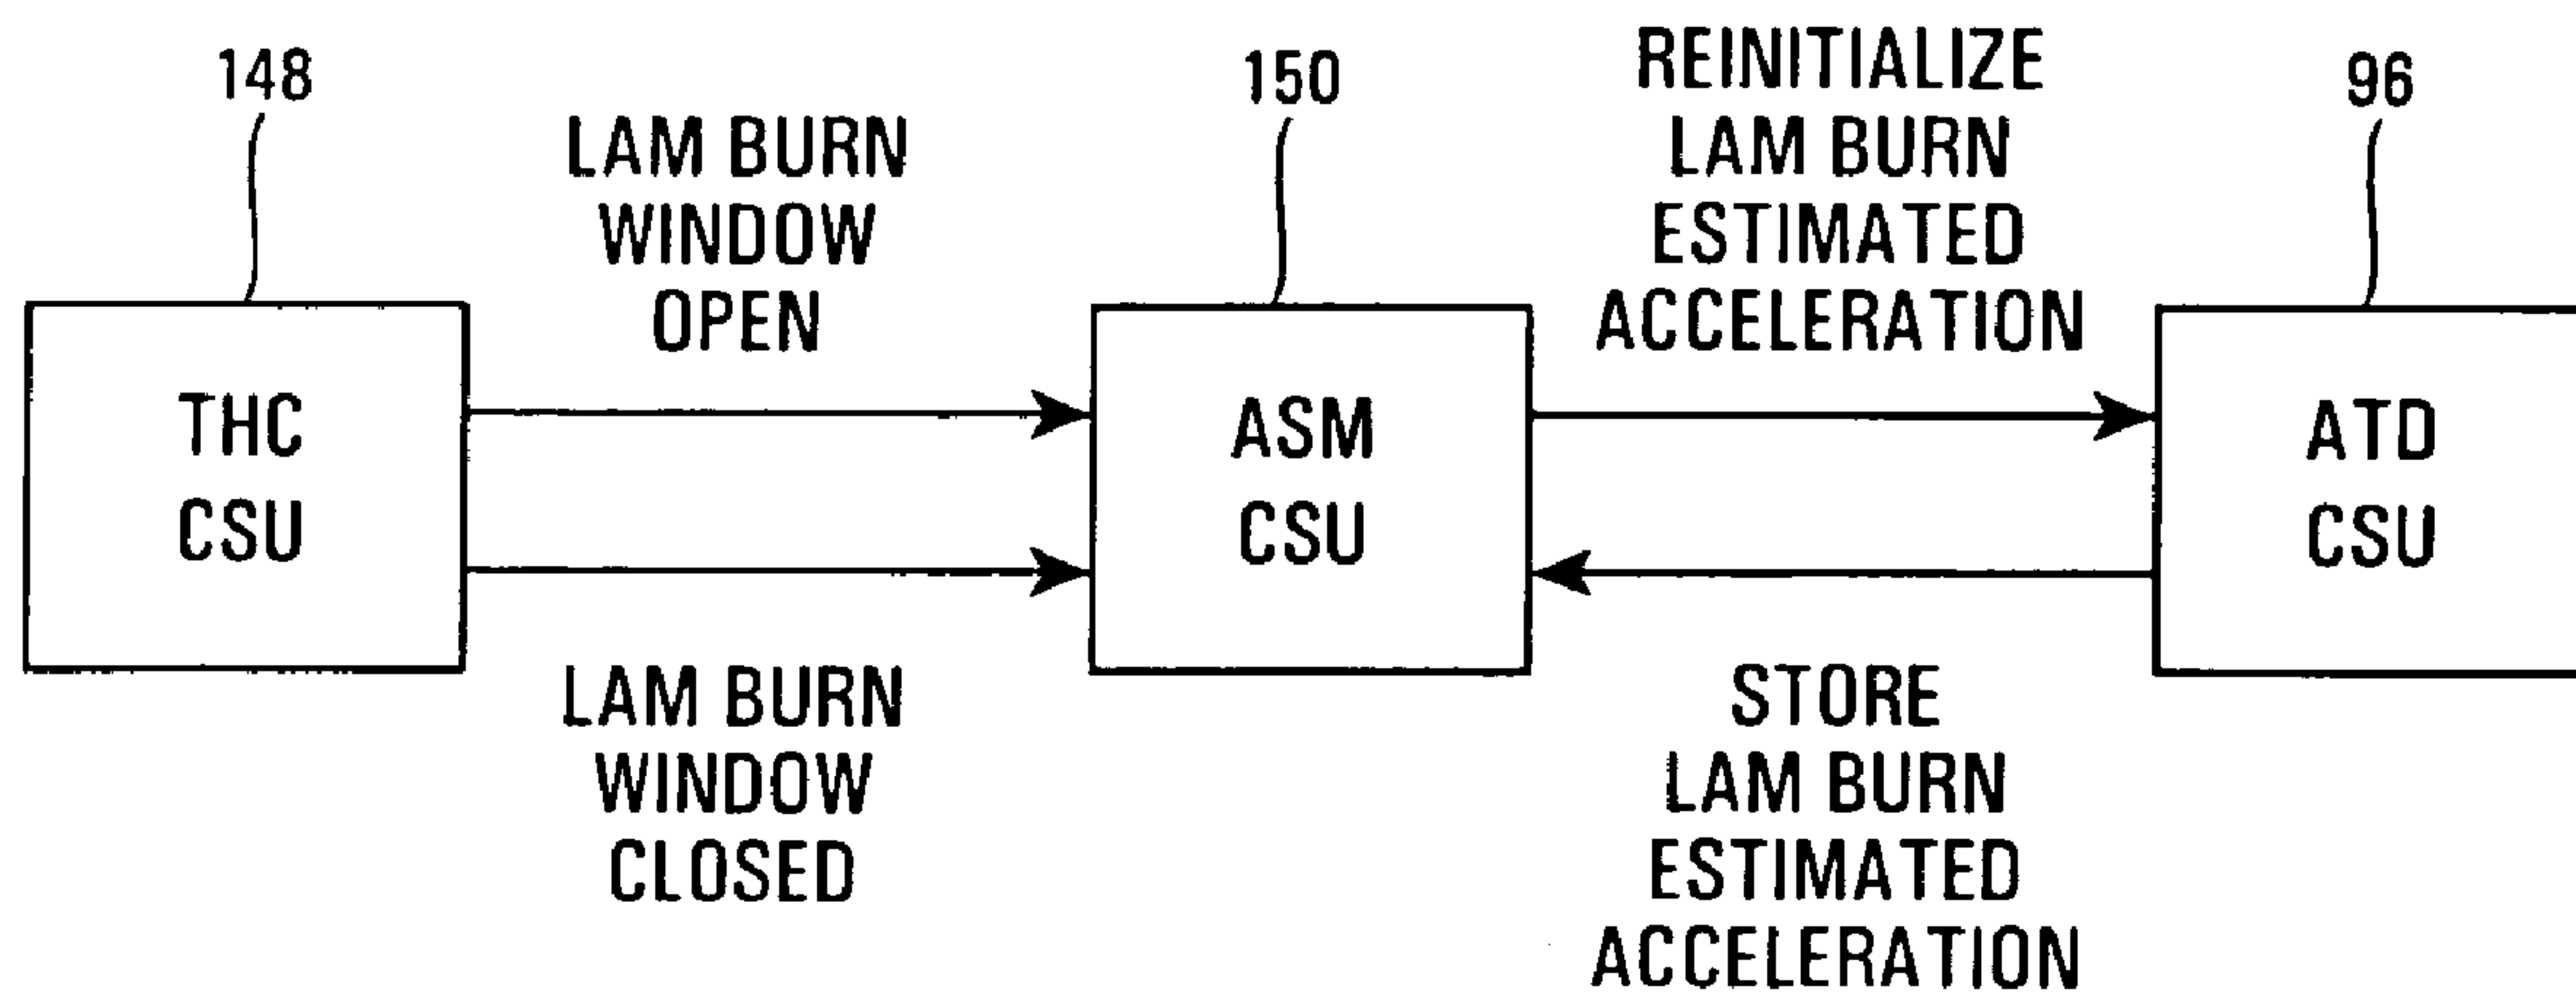 148
LAM BURN
WINDOW
OPEN
150
REINITIALIZE
LAM BURN
ESTIMATED
ACCELERATION
96
THC
CSU
ASM
CSU
ATD
CSU
LAM BURN
WINDOW
CLOSED
STORE
LAM BURN
ESTIMATED
ACCELERATION